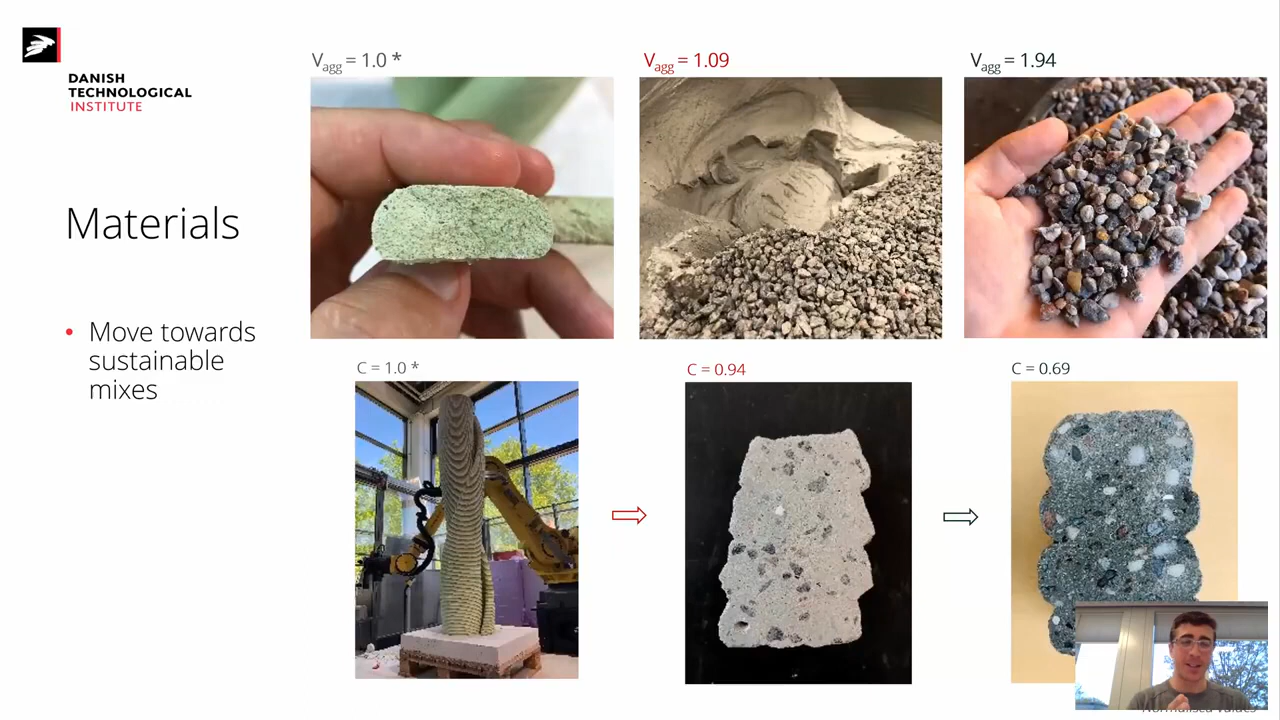 DANISH
TECHNOLOGICAL
INSTITUTE
Materials
• Move towards
sustainable
mixes
Vagg = 1.0 *
Vagg = 1.09
Vagg = 1.94
C = 1.0 *
C = 0.94
C = 0.69